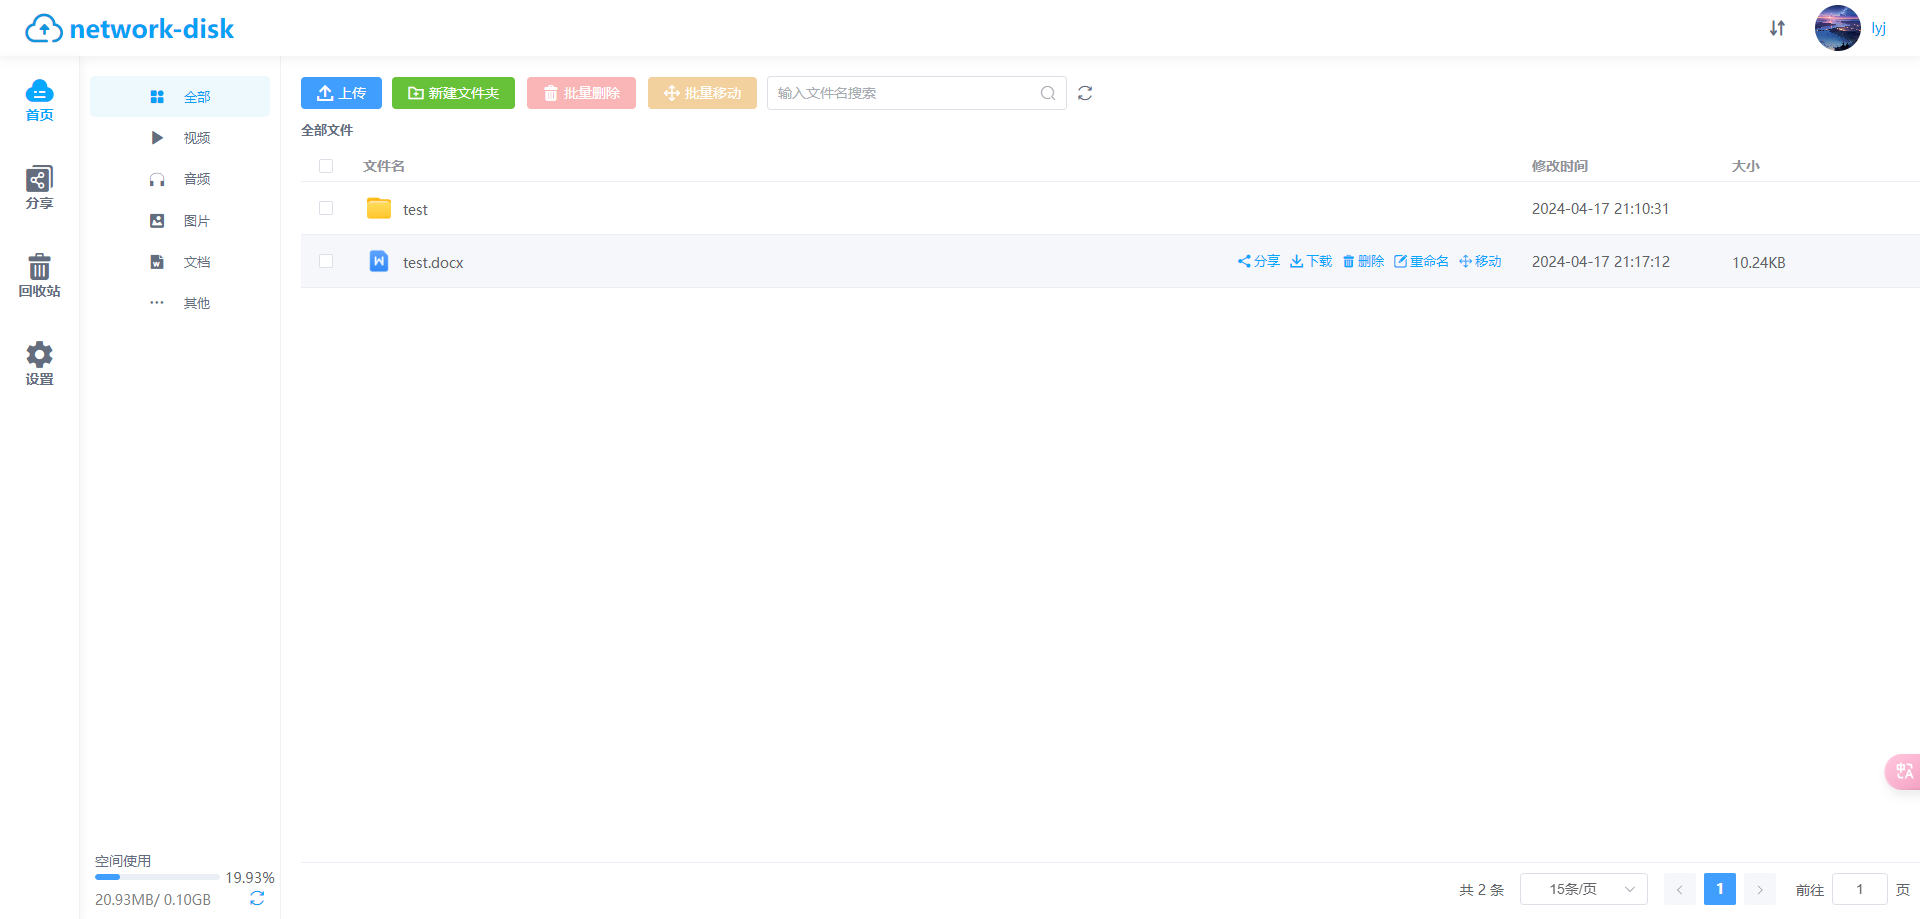 network-disk
lyj
首页
分享
回收站
设置
全部
视频
音频
图片
文档
其他
空间使用
19.93%
20.93MB/ 0.10GB
上传 新建文件夹 批量删除 批量移动 输入文件名搜索
全部文件
文件名 修改时间 大小
test 2024-04-17 21:10:31
test.docx 分享 下载 删除 重命名 移动 2024-04-17 21:17:12 10.24KB
共 2 条 15条/页 1 前往 1 页